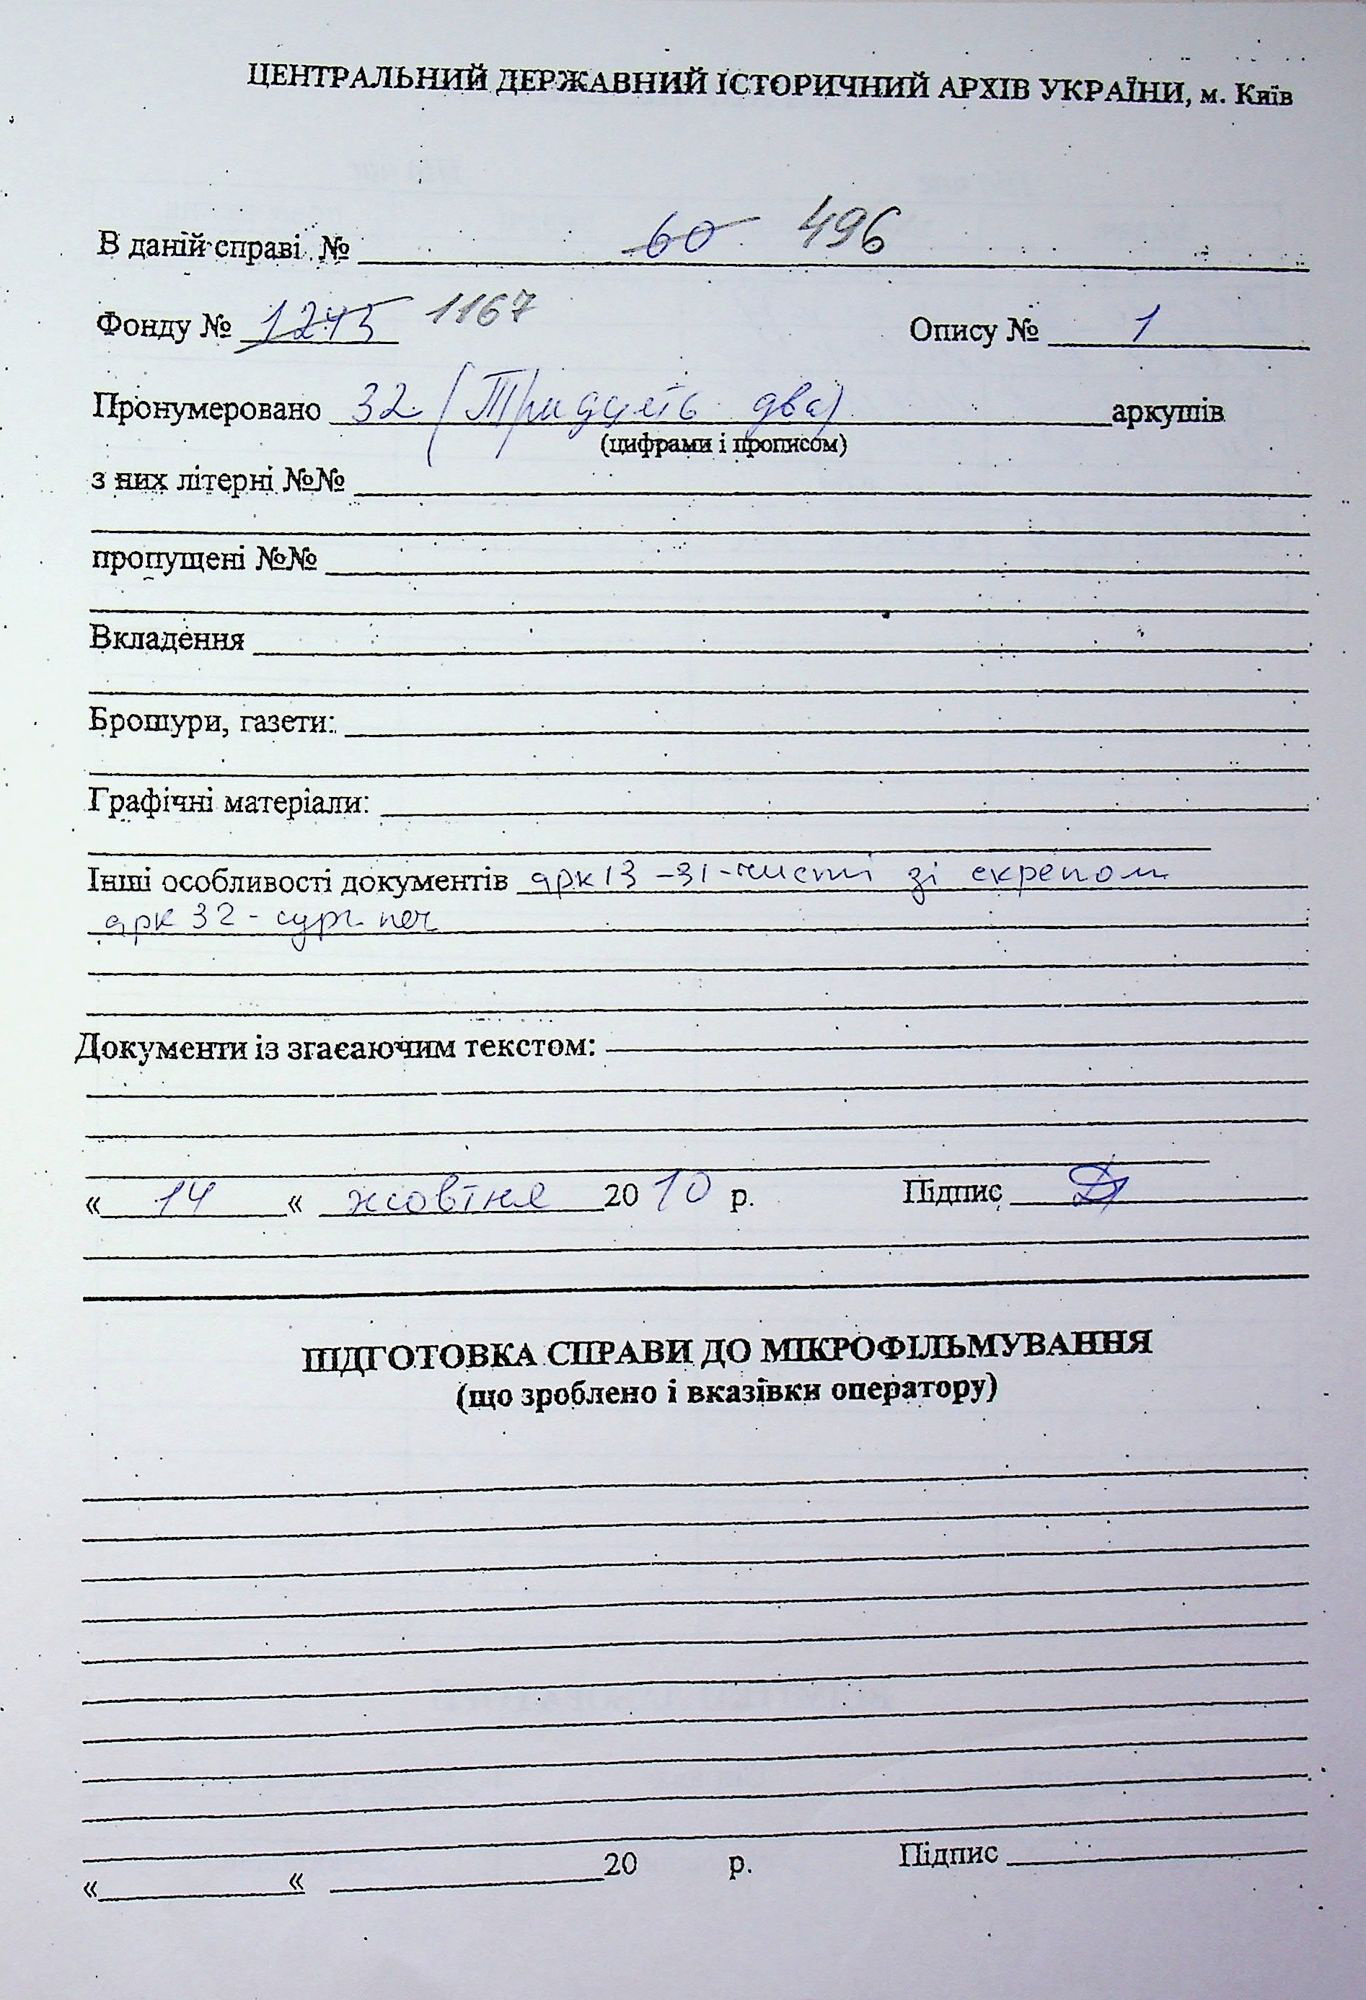 ЦЕНТРАЛЬНИЙ ДЕРЖАВНИЙ ІСТОРИЧНИЙ АРХІВ УКРАЇНИ, м. Київ
В даній справі № 60 496
Фонду № 1245 1167 Опису № 1
Пронумеровано 32 (Тридцять два) аркушів
(цифрами і прописом)
з них літерні №№
пропущені №№
Вкладення
Брошури, газети:
Графічні матеріали:
Інші особливості документів арк 13 - 31 - чисті зі скрепом
арк 32 - сург. печ
Документи із згасаючим текстом:
« 14 « жовтня 2010 р. Підпис
ПІДГОТОВКА СПРАВИ ДО МІКРОФІЛЬМУВАННЯ
(що зроблено і вказівки оператору)
« « 20 р. Підпис